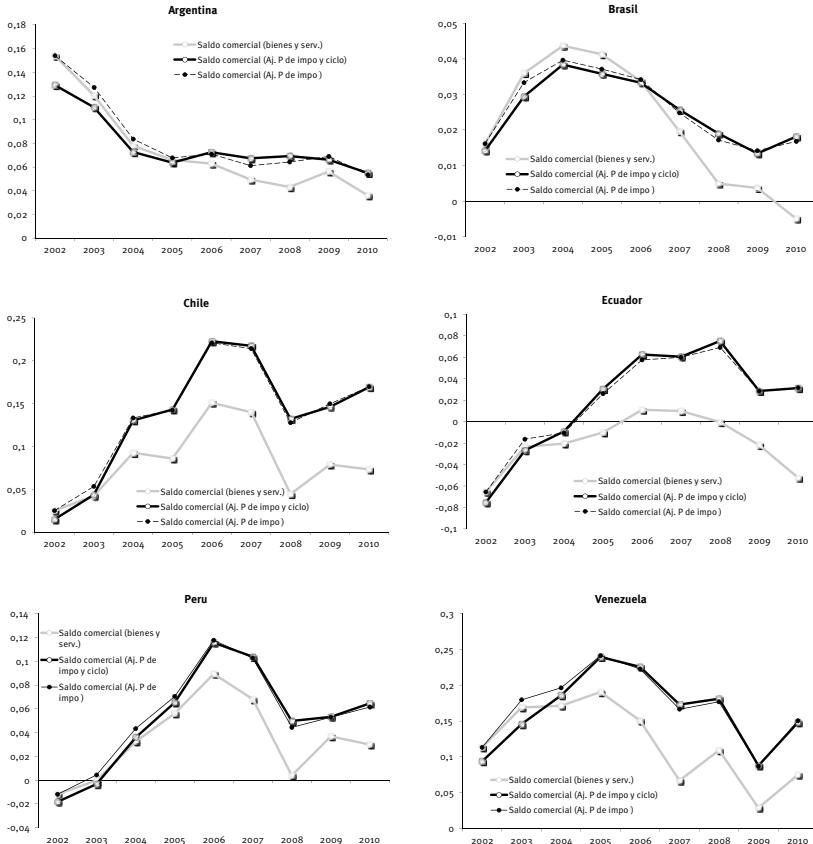 Argentina
0,18
0,16
0,14
0,12
0,1
0,08
0,06
0,04
0,02
0
Saldo comercial (bienes y serv.)
Saldo comercial (Aj. P de impo y ciclo)
Saldo comercial (Aj. P de impo )
2002 2003 2004 2005 2006 2007 2008 2009 2010
Brasil
0,05
0,04
0,03
0,02
0,01
0
-0,01
Saldo comercial (bienes y serv.)
Saldo comercial (Aj. P de impo y ciclo)
Saldo comercial (Aj. P de impo )
2002 2003 2004 2005 2006 2007 2008 2009 2010
Chile
0,25
0,2
0,15
0,1
0,05
0
Saldo comercial (bienes y serv.)
Saldo comercial (Aj. P de impo y ciclo)
Saldo comercial (Aj. P de impo )
2002 2003 2004 2005 2006 2007 2008 2009 2010
Ecuador
0,1
0,08
0,06
0,04
0,02
0
-0,02
-0,04
-0,06
-0,08
-0,1
Saldo comercial (bienes y serv.)
Saldo comercial (Aj. P de impo y ciclo)
Saldo comercial (Aj. P de impo )
2002 2003 2004 2005 2006 2007 2008 2009 2010
Peru
0,14
0,12
0,1
0,08
0,06
0,04
0,02
0
-0,02
-0,04
Saldo comercial (bienes y
serv.)
Saldo comercial (Aj. P de
impo y ciclo)
Saldo comercial (Aj. P de
impo )
2002 2003 2004 2005 2006 2007 2008 2009 2010
Venezuela
0,3
0,25
0,2
0,15
0,1
0,05
0
Saldo comercial (bienes y serv.)
Saldo comercial (Aj. P de impo y ciclo)
Saldo comercial (Aj. P de impo )
2002 2003 2004 2005 2006 2007 2008 2009 2010